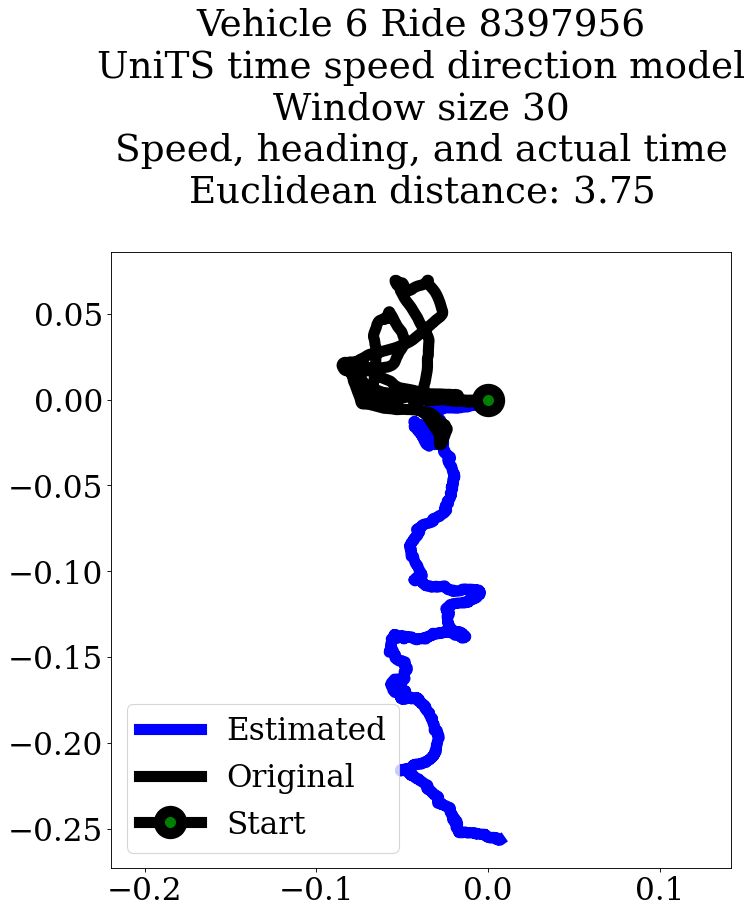 Vehicle 6 Ride 8397956
UniTS time speed direction model
Window size 30
Speed, heading, and actual time
Euclidean distance: 3.75
0.05
0.00
−0.05
−0.10
−0.15
−0.20
−0.25
Estimated
Original
Start
−0.2
−0.1
0.0
0.1